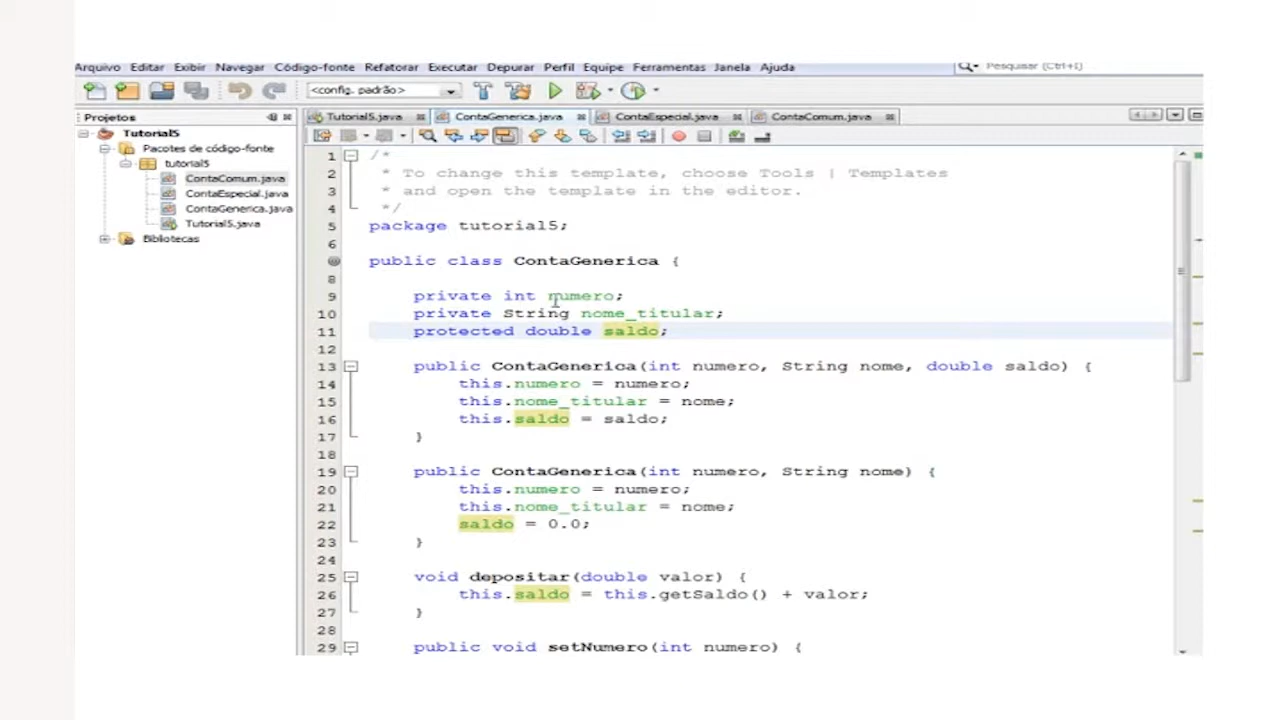 Arquivo Editar Exibir Navegar Código-fonte Refatorar Executar Depurar Perfil Equipe Ferramentas Janela Ajuda
Pesquisar (Ctrl+I)
<config. padrão>
Projetos
Tutorial5
Pacotes de código-fonte
tutorial5
ContaComum.java
ContaEspecial.java
ContaGenerica.java
Tutorial5.java
Bibliotecas
Tutorial5.java ContaGenerica.java ContaEspecial.java ContaComum.java
1 /*
2 * To change this template, choose Tools | Templates
3 * and open the template in the editor.
4 */
5 package tutorial5;
6
public class ContaGenerica {
8
9 private int numero;
10 private String nome_titular;
11 protected double saldo;
12
13 public ContaGenerica(int numero, String nome, double saldo) {
14 this.numero = numero;
15 this.nome_titular = nome;
16 this.saldo = saldo;
17 }
18
19 public ContaGenerica(int numero, String nome) {
20 this.numero = numero;
21 this.nome_titular = nome;
22 saldo = 0.0;
23 }
24
25 void depositar(double valor) {
26 this.saldo = this.getSaldo() + valor;
27 }
28
29 public void setNumero(int numero) {